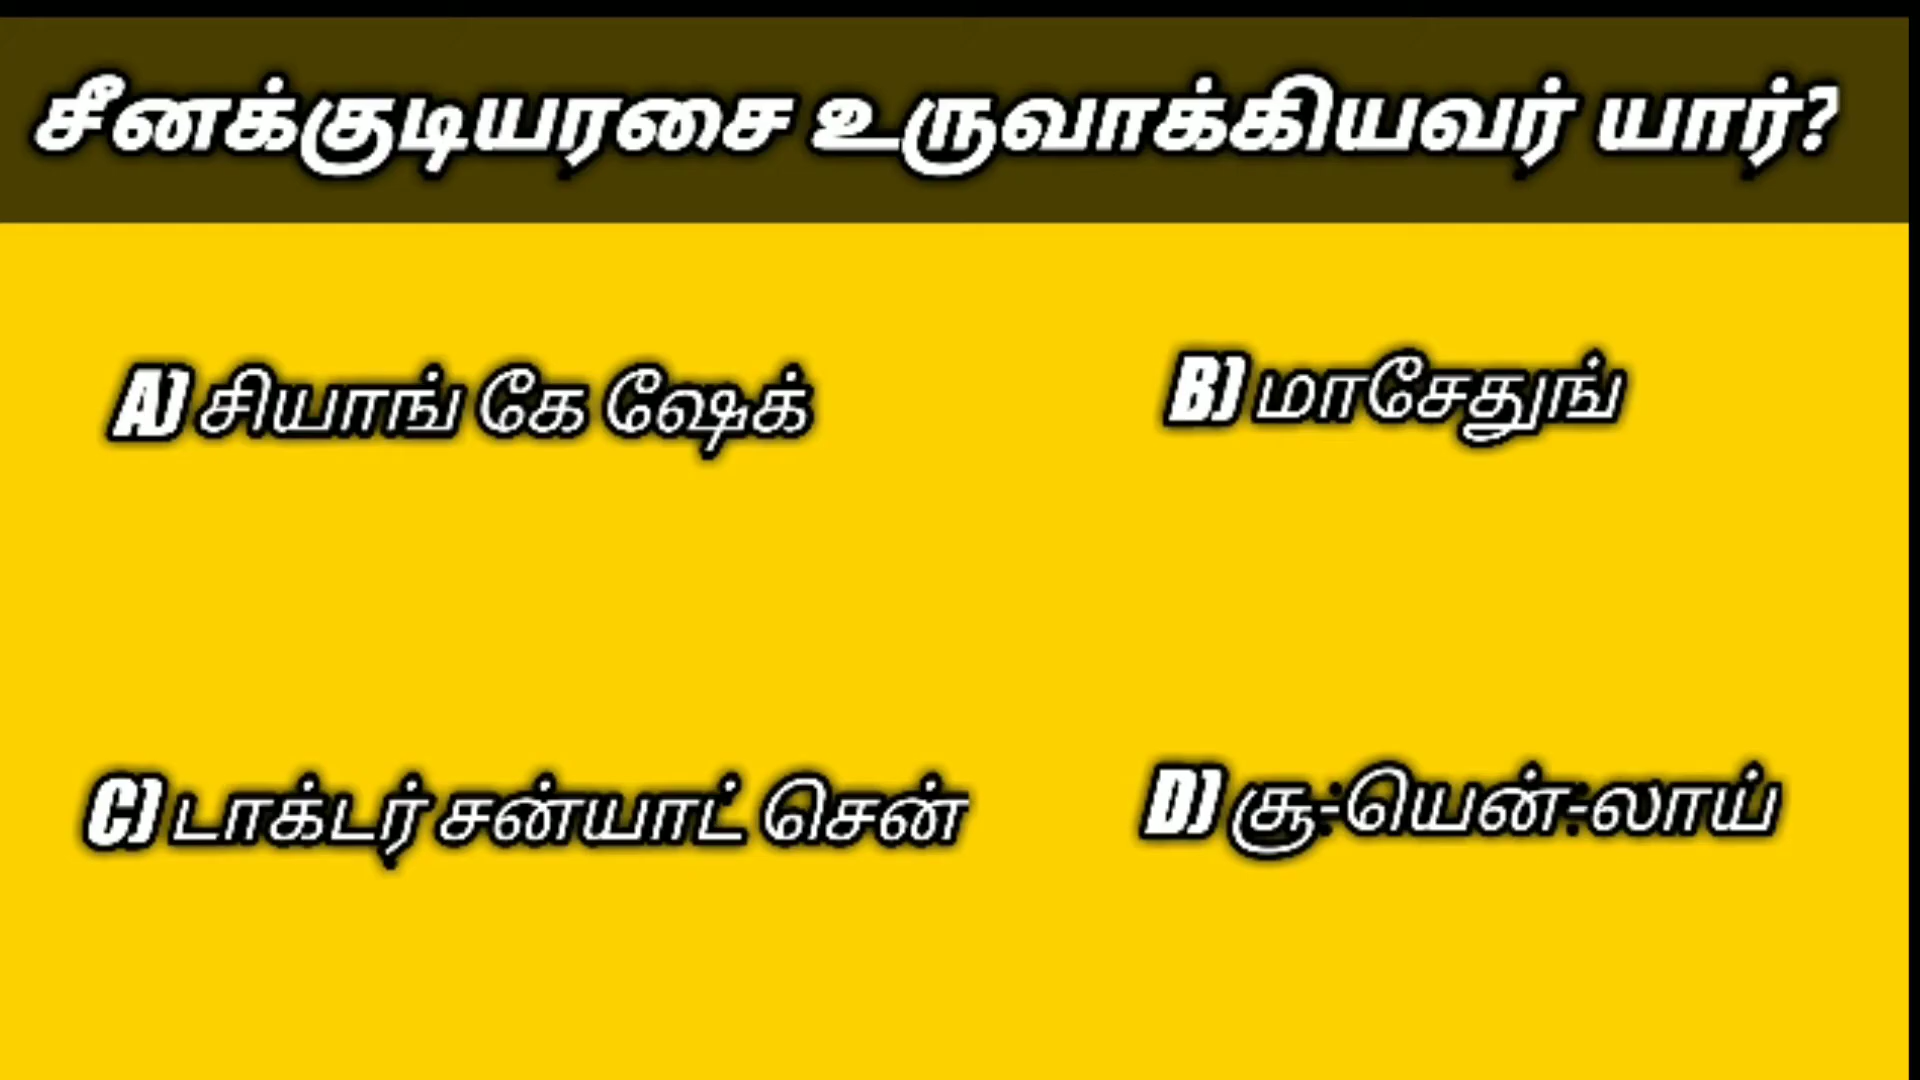 சீனக்குடியரசை உருவாக்கியவர் யார்?
A) சியாங் கே ஷேக்
B) மாசேதுங்
C) டாக்டர் சன்யாட் சென்
D) சூ-யென்-லாய்